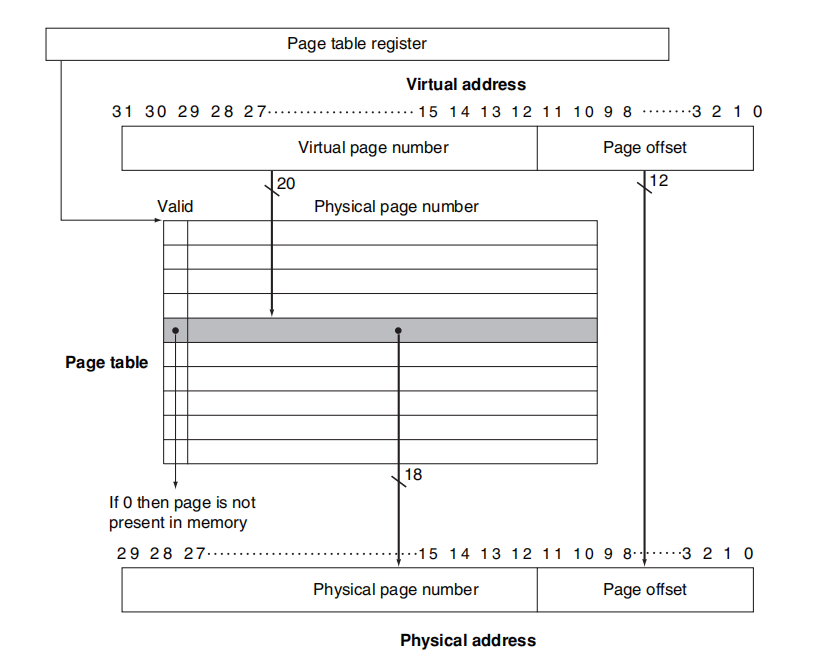 Page table register
Virtual address
31 30 29 28 27·······················15 14 13 12 11 10 9 8 ········3 2 1 0
Virtual page number Page offset
20 12
Valid Physical page number
Page table
18
If 0 then page is not
present in memory
29 28 27·································15 14 13 12 11 10 9 8········3 2 1 0
Physical page number Page offset
Physical address